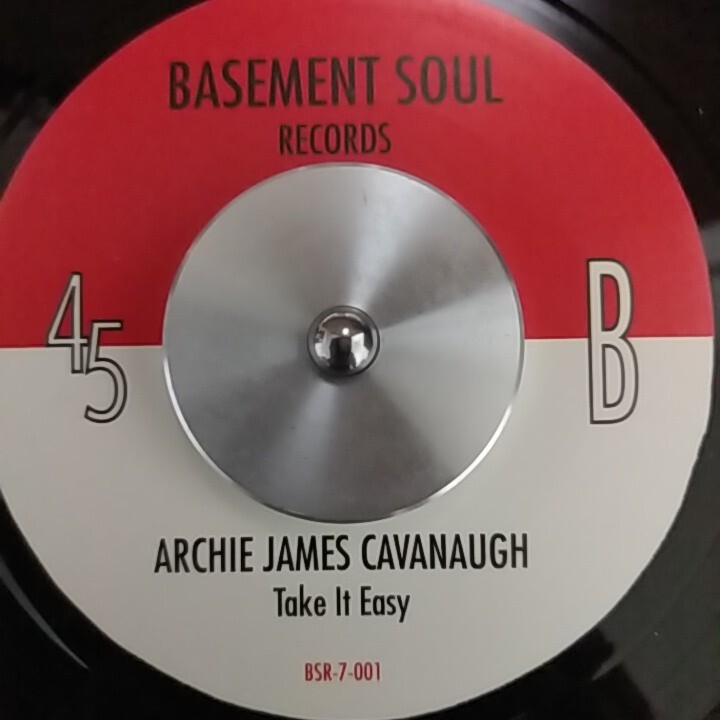 BASEMENT SOUL
RECORDS
45
B
ARCHIE JAMES CAVANAUGH
Take It Easy
BSR-7-001